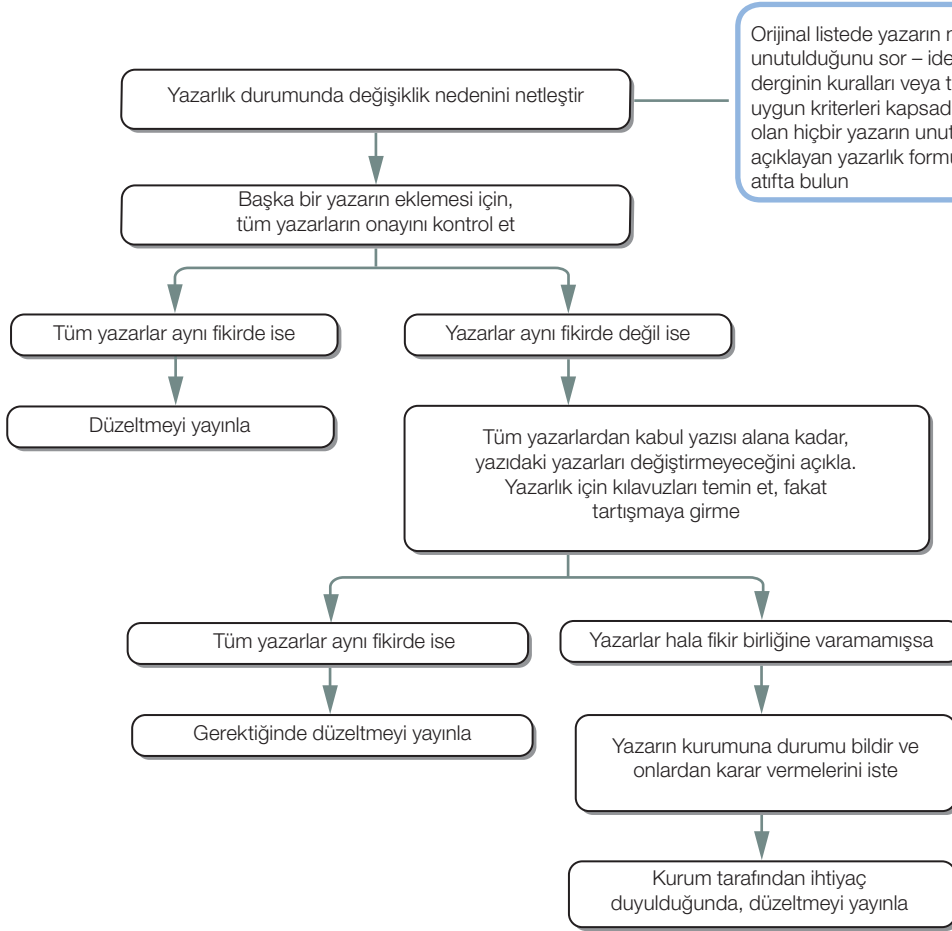 Yazarlık durumunda değişiklik nedenini netleştir
Orijinal listede yazarın
unutulduğunu sor –
derginin kuralları veya
uygun kriterleri
olan hiçbir yazarın
açıklayan yazarlık
atıfta bulun
Başka bir yazarın eklemesi için,
tüm yazarların onayını kontrol et
Tüm yazarlar aynı fikirde ise
Yazarlar aynı fikirde değil ise
Düzeltmeyi yayınla
Tüm yazarlardan kabul yazısı alana kadar,
yazıdaki yazarları değiştirmeyeceğini açıkla.
Yazarlık için kılavuzları temin et, fakat
tartışmaya girme
Tüm yazarlar aynı fikirde ise
Yazarlar hala fikir birliğine varamamışsa
Gerektiğinde düzeltmeyi yayınla
Yazarın kurumuna durumu bildir ve
onlardan karar vermelerini iste
Kurum tarafından ihtiyaç
duyulduğunda, düzeltmeyi yayınla